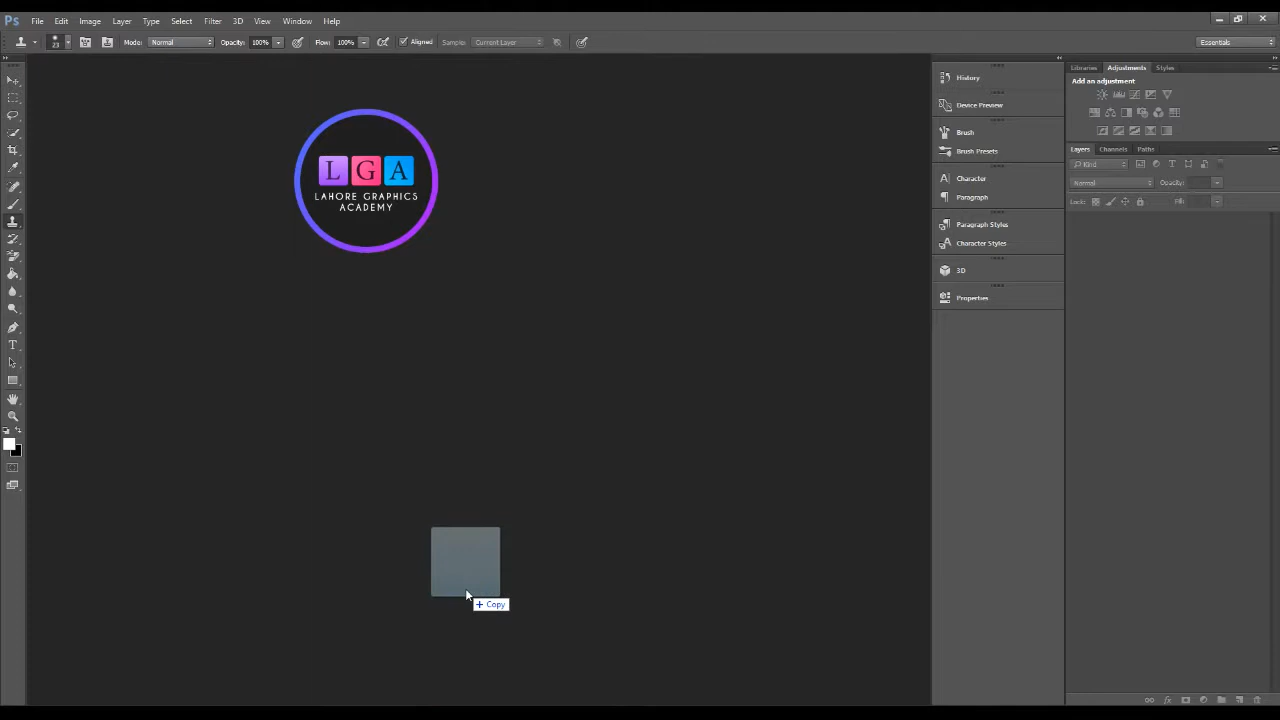 Ps File Edit Image Layer Type Select Filter 3D View Window Help
23 Mode: Normal Opacity: 100% Flow: 100% Aligned Sample: Current Layer Essentials
L G A
LAHORE GRAPHICS
ACADEMY
Copy
History
Device Preview
Brush
Brush Presets
Character
Paragraph
Paragraph Styles
Character Styles
3D
Properties
Libraries Adjustments Styles
Add an adjustment
Layers Channels Paths
Kind
Normal Opacity:
Lock: Fill: